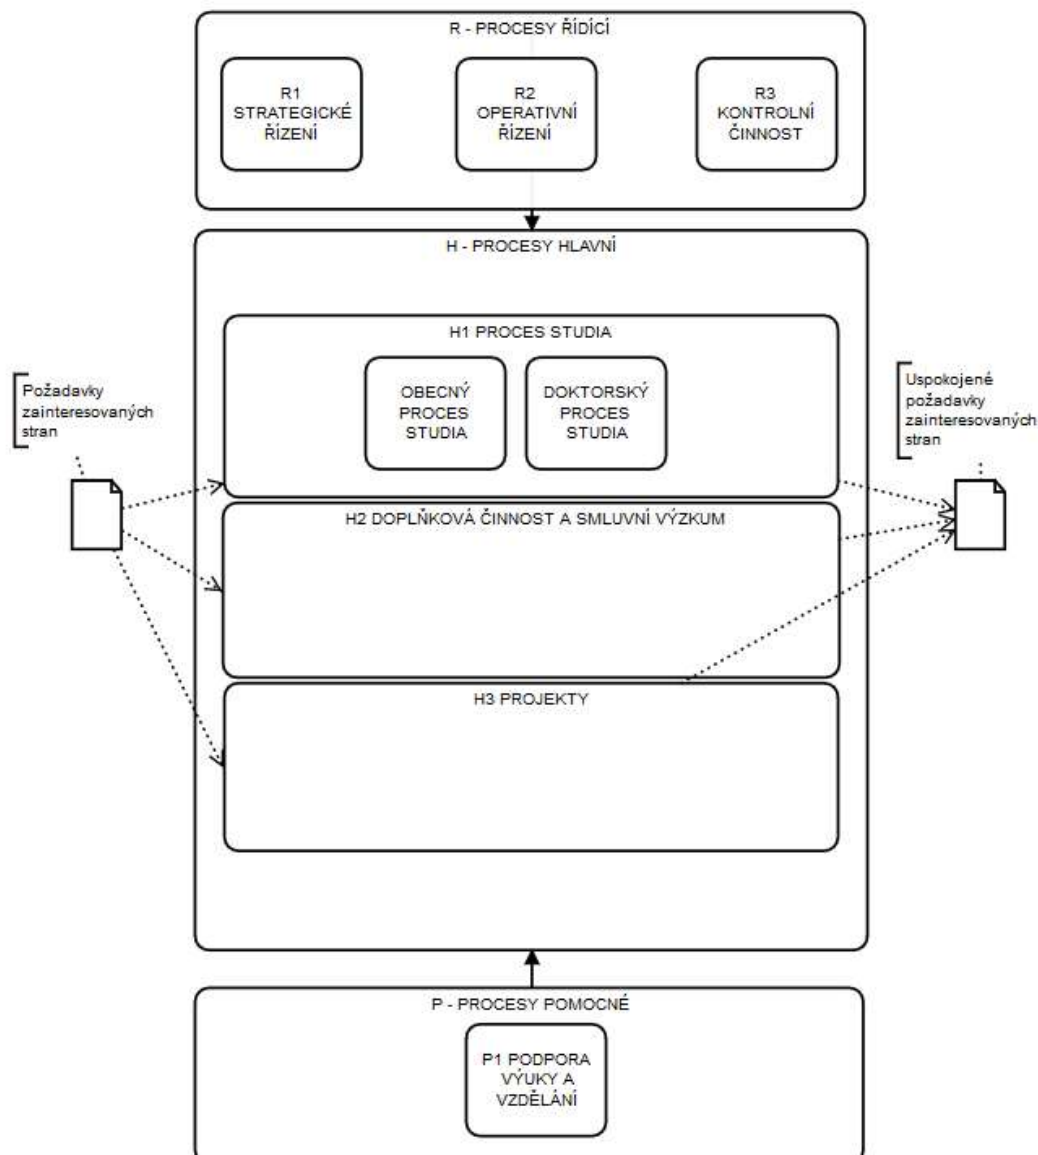 R - PROCESY ŘÍDÍCÍ
R1
STRATEGICKÉ
ŘÍZENÍ
R2
OPERATIVNÍ
ŘÍZENÍ
R3
KONTROLNÍ
ČINNOST
H - PROCESY HLAVNÍ
H1 PROCES STUDIA
OBECNÝ
PROCES
STUDIA
DOKTORSKÝ
PROCES
STUDIA
Požadavky
zainteresovaných
stran
Uspokojené
požadavky
zainteresovaných
stran
H2 DOPLŇKOVÁ ČINNOST A SMLUVNÍ VÝZKUM
H3 PROJEKTY
P - PROCESY POMOCNÉ
P1 PODPORA
VÝUKY A
VZDĚLÁNÍ